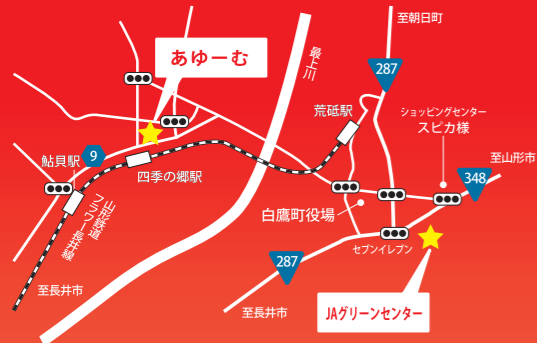 至朝日町
あゆーむ
最上川
287
荒砥駅
ショッピングセンター
スピカ様
鮎貝駅
9
四季の郷駅
至山形市
348
白鷹町役場
山形鉄道
フラワー長井線
セブンイレブン
287
至長井市
至長井市
JAグリーンセンター